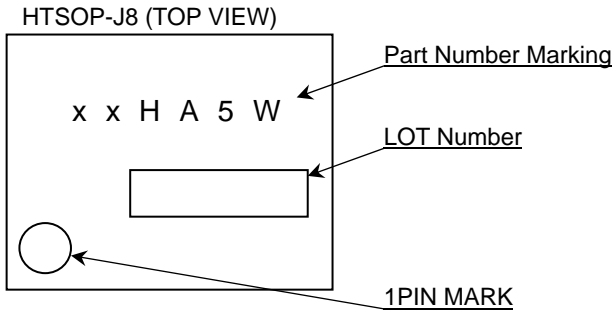 HTSOP-J8 (TOP VIEW)
Part Number Marking
x x H A 5 W
LOT Number
1PIN MARK